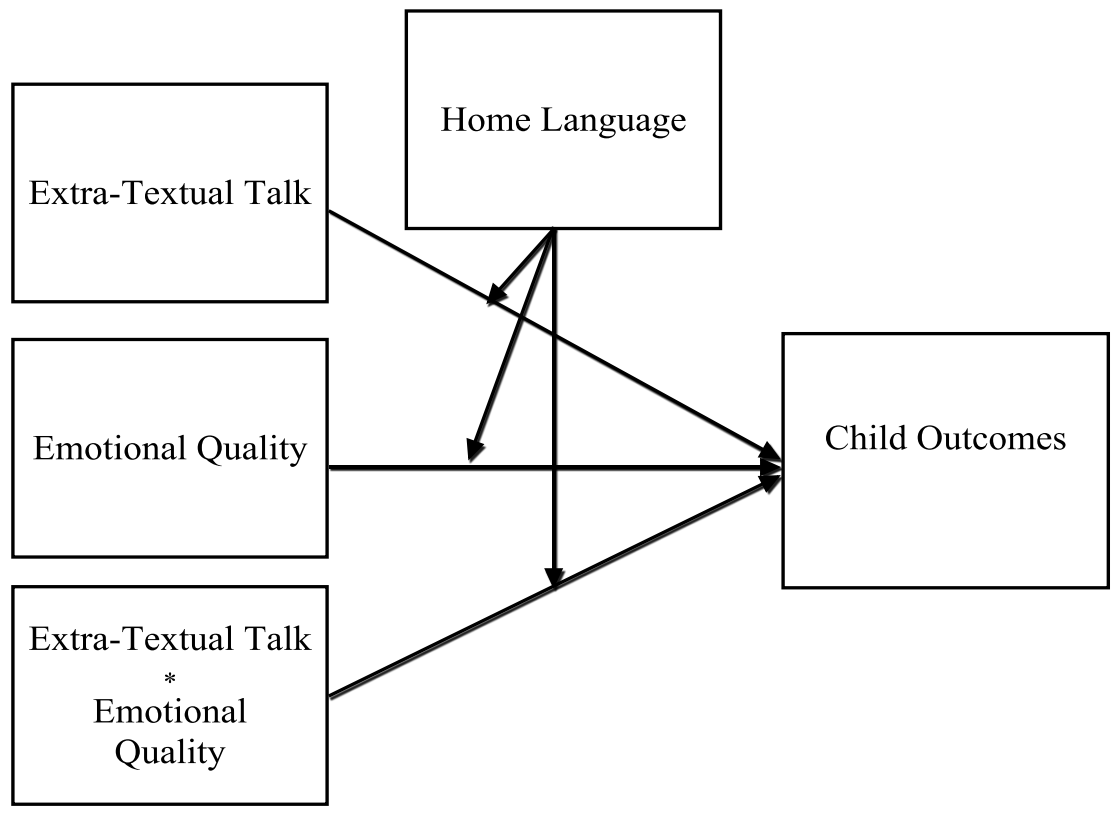 Home Language
Extra-Textual Talk
Emotional Quality
Child Outcomes
Extra-Textual Talk
*
Emotional
Quality